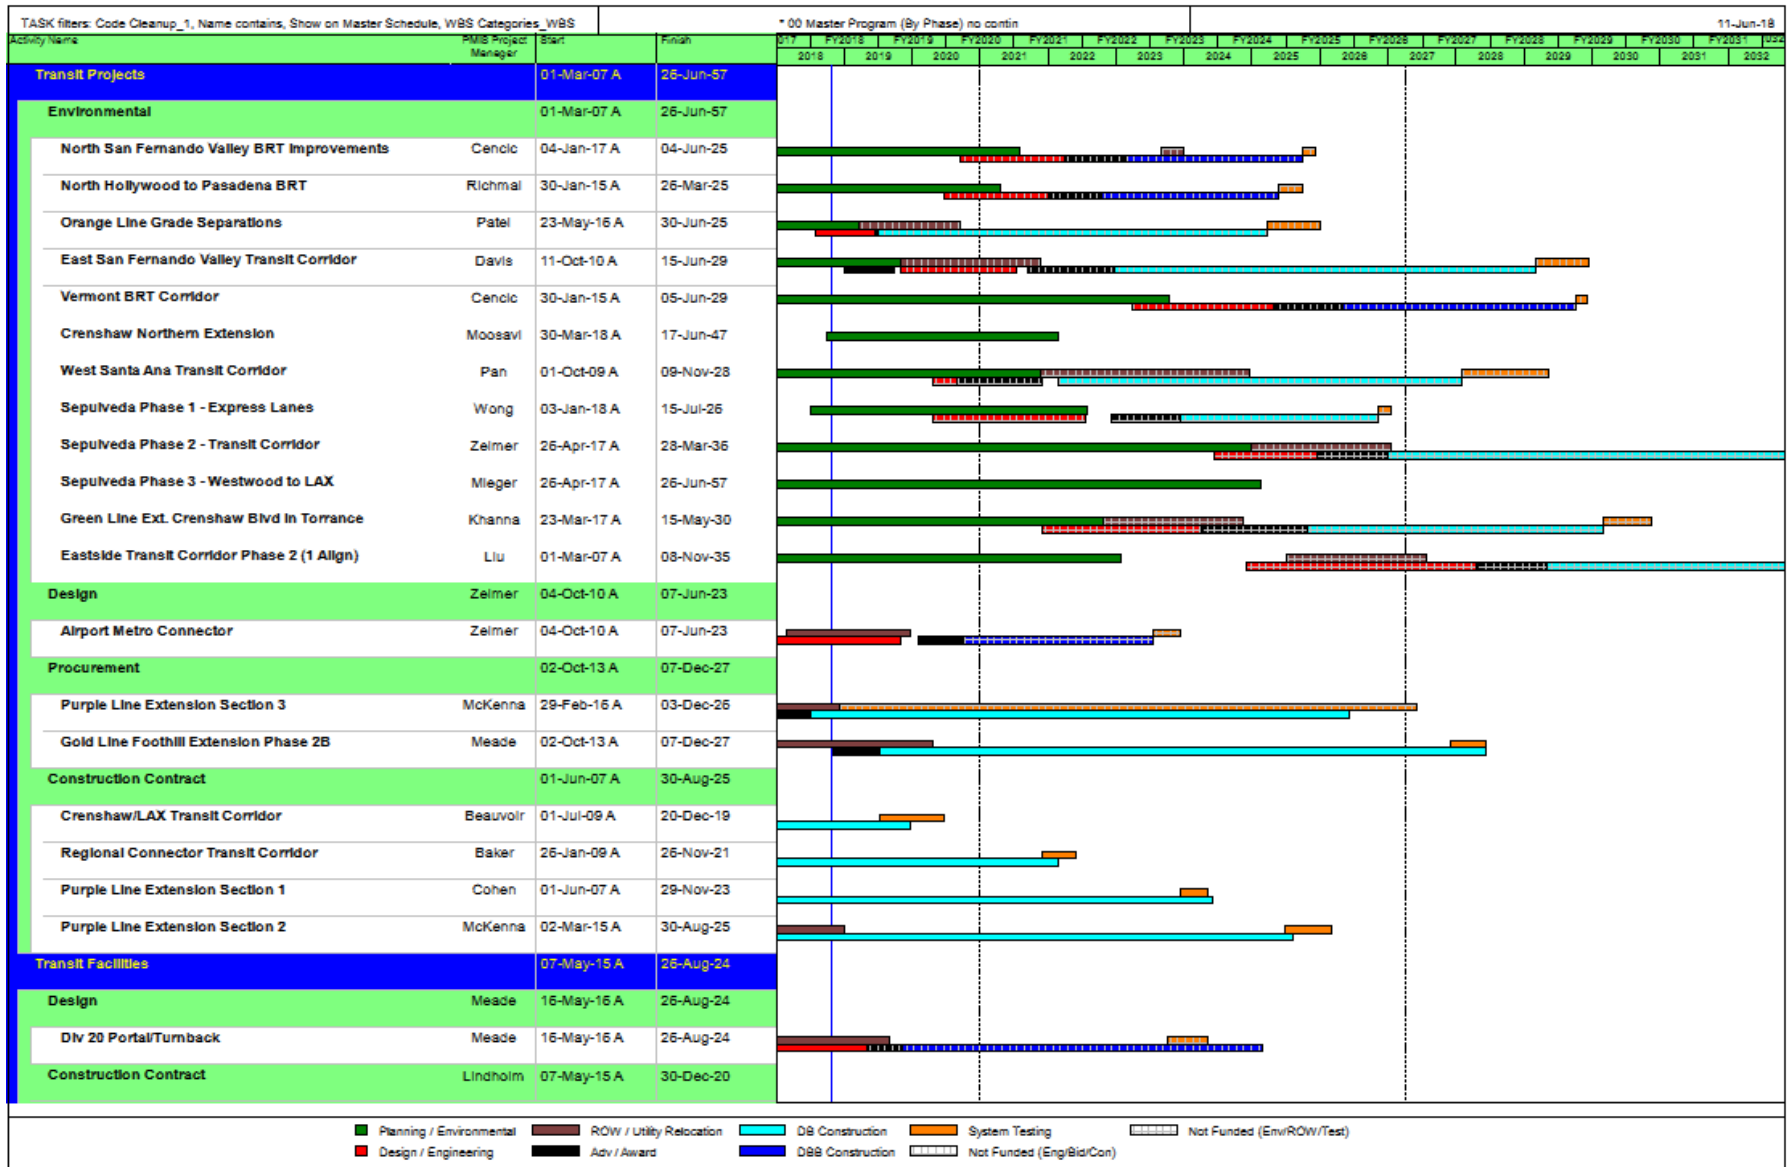 TASK filters: Code Cleanup_1, Name contains, Show on Master Schedule, WBS Categories_WBS * 00 Master Program (By Phase) no contin 11-Jun-18
Activity Name PMIS Project Manager Start Finish 017 FY2018 FY2019 FY2020 FY2021 FY2022 FY2023 FY2024 FY2025 FY2026 FY2027 FY2028 FY2029 FY2030 FY2031 032
2018 2019 2020 2021 2022 2023 2024 2025 2026 2027 2028 2029 2030 2031 2032
Transit Projects 01-Mar-07 A 26-Jun-57
Environmental 01-Mar-07 A 26-Jun-57
North San Fernando Valley BRT Improvements Cencic 04-Jan-17 A 04-Jun-25
North Hollywood to Pasadena BRT Richmai 30-Jan-15 A 26-Mar-25
Orange Line Grade Separations Patel 23-May-16 A 30-Jun-25
East San Fernando Valley Transit Corridor Davis 11-Oct-10 A 15-Jun-29
Vermont BRT Corridor Cencic 30-Jan-15 A 05-Jun-29
Crenshaw Northern Extension Moosavi 30-Mar-18 A 17-Jun-47
West Santa Ana Transit Corridor Pan 01-Oct-09 A 09-Nov-28
Sepulveda Phase 1 - Express Lanes Wong 03-Jan-18 A 15-Jul-26
Sepulveda Phase 2 - Transit Corridor Zelmer 26-Apr-17 A 28-Mar-36
Sepulveda Phase 3 - Westwood to LAX Mieger 26-Apr-17 A 26-Jun-57
Green Line Ext. Crenshaw Blvd in Torrance Khanna 23-Mar-17 A 15-May-30
Eastside Transit Corridor Phase 2 (1 Align) Liu 01-Mar-07 A 08-Nov-35
Design Zelmer 04-Oct-10 A 07-Jun-23
Airport Metro Connector Zelmer 04-Oct-10 A 07-Jun-23
Procurement 02-Oct-13 A 07-Dec-27
Purple Line Extension Section 3 McKenna 29-Feb-16 A 03-Dec-26
Gold Line Foothill Extension Phase 2B Meade 02-Oct-13 A 07-Dec-27
Construction Contract 01-Jun-07 A 30-Aug-25
Crenshaw/LAX Transit Corridor Beauvoir 01-Jul-09 A 20-Dec-19
Regional Connector Transit Corridor Baker 26-Jan-09 A 26-Nov-21
Purple Line Extension Section 1 Cohen 01-Jun-07 A 29-Nov-23
Purple Line Extension Section 2 McKenna 02-Mar-15 A 30-Aug-25
Transit Facilities 07-May-15 A 26-Aug-24
Design Meade 16-May-16 A 26-Aug-24
Div 20 Portal/Turnback Meade 16-May-16 A 26-Aug-24
Construction Contract Lindholm 07-May-15 A 30-Dec-20
Planning / Environmental ROW / Utility Relocation DB Construction System Testing Not Funded (Env/ROW/Test)
Design / Engineering Adv / Award DBB Construction Not Funded (Eng/Bid/Con)